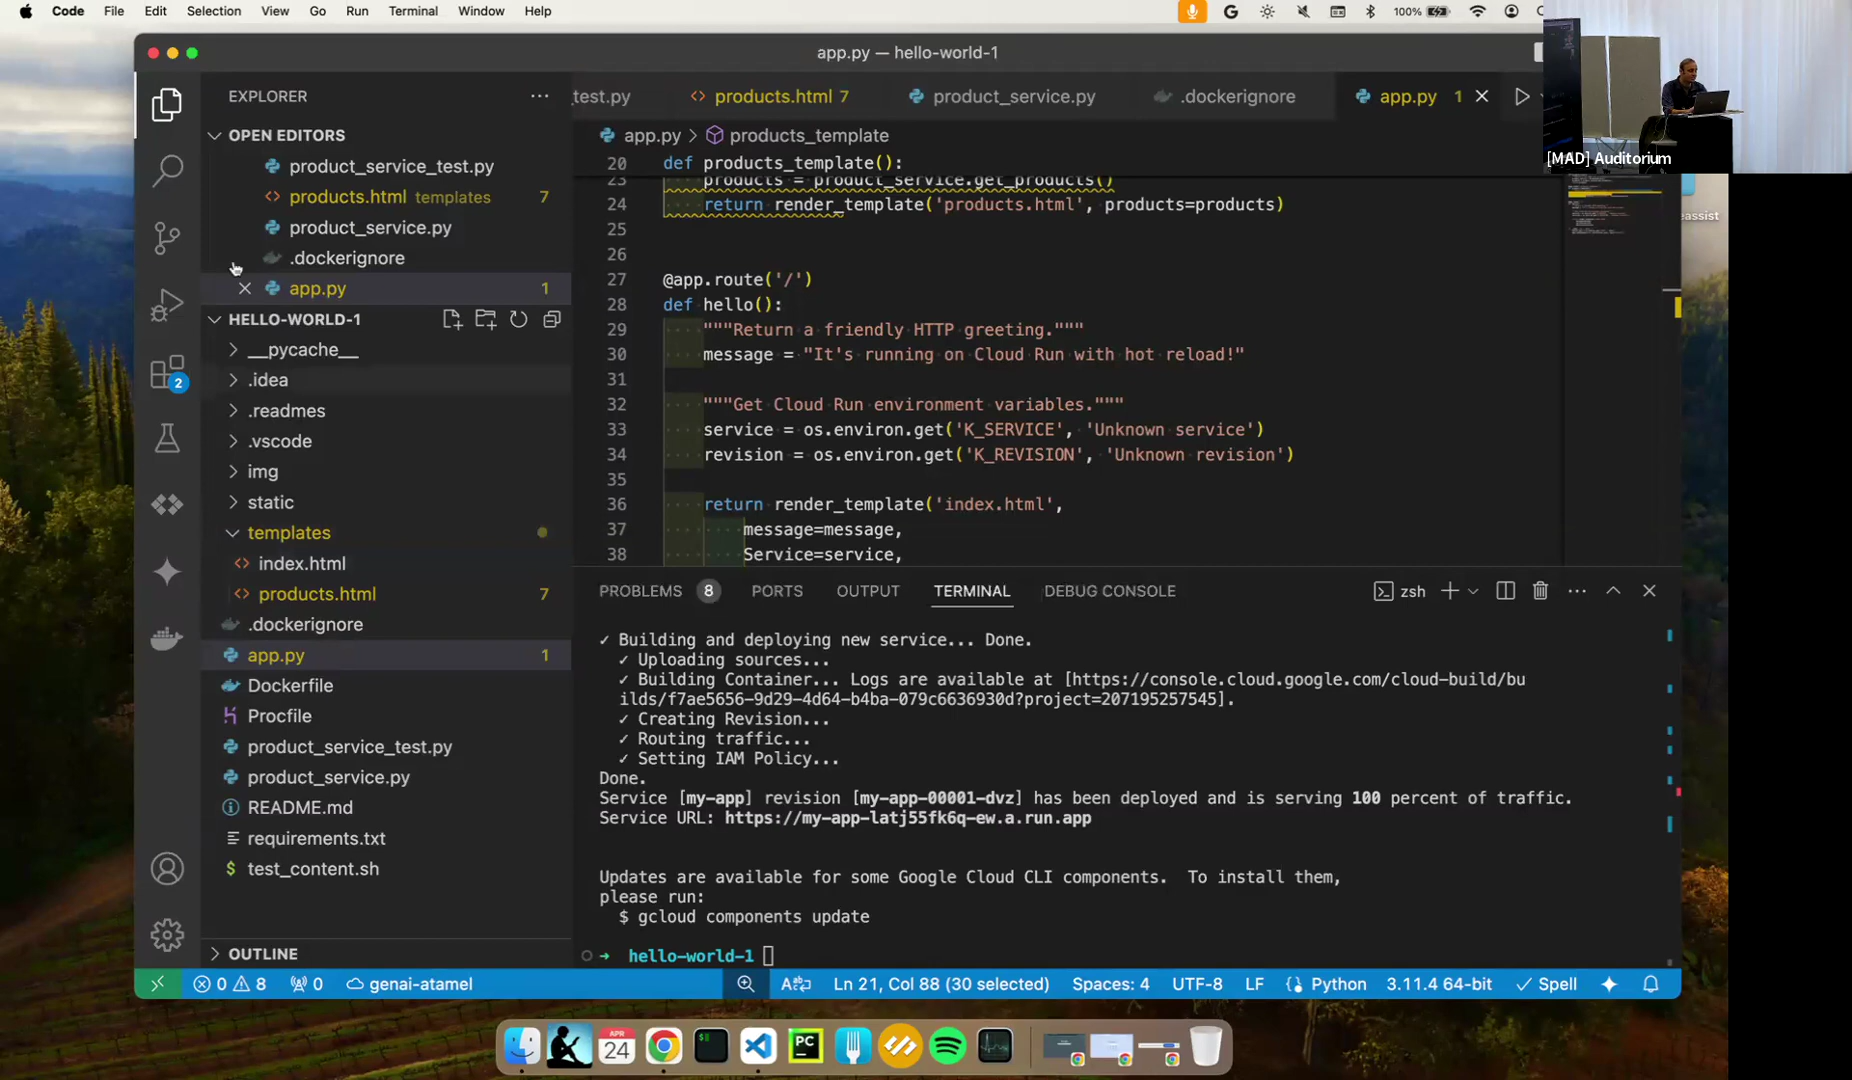 Code File Edit Selection View Go Run Terminal Window Help
100%
app.py — hello-world-1
[MAD] Auditorium
EXPLORER
OPEN EDITORS
product_service_test.py
products.html templates 7
product_service.py
.dockerignore
app.py 1
HELLO-WORLD-1
__pycache__
.idea
.readmes
.vscode
img
static
templates
index.html
products.html 7
.dockerignore
app.py 1
Dockerfile
Procfile
product_service_test.py
product_service.py
README.md
requirements.txt
test_content.sh
OUTLINE
2
test.py products.html 7 product_service.py .dockerignore app.py 1
app.py > products_template
20 def products_template():
23 products = product_service.get_products()
24 return render_template('products.html', products=products)
25
26
27 @app.route('/')
28 def hello():
29 """Return a friendly HTTP greeting."""
30 message = "It's running on Cloud Run with hot reload!"
31
32 """Get Cloud Run environment variables."""
33 service = os.environ.get('K_SERVICE', 'Unknown service')
34 revision = os.environ.get('K_REVISION', 'Unknown revision')
35
36 return render_template('index.html',
37 message=message,
38 Service=service,
eassist
PROBLEMS 8 PORTS OUTPUT TERMINAL DEBUG CONSOLE zsh
✓ Building and deploying new service... Done.
✓ Uploading sources...
✓ Building Container... Logs are available at [https://console.cloud.google.com/cloud-build/bu
ilds/f7ae5656-9d29-4d64-b4ba-079c6636930d?project=207195257545].
✓ Creating Revision...
✓ Routing traffic...
✓ Setting IAM Policy...
Done.
Service [my-app] revision [my-app-00001-dvz] has been deployed and is serving 100 percent of traffic.
Service URL: https://my-app-latj55fk6q-ew.a.run.app
Updates are available for some Google Cloud CLI components. To install them,
please run:
$ gcloud components update
➜ hello-world-1
0 8 0 genai-atamel Ln 21, Col 88 (30 selected) Spaces: 4 UTF-8 LF Python 3.11.4 64-bit Spell
APR
24
PC